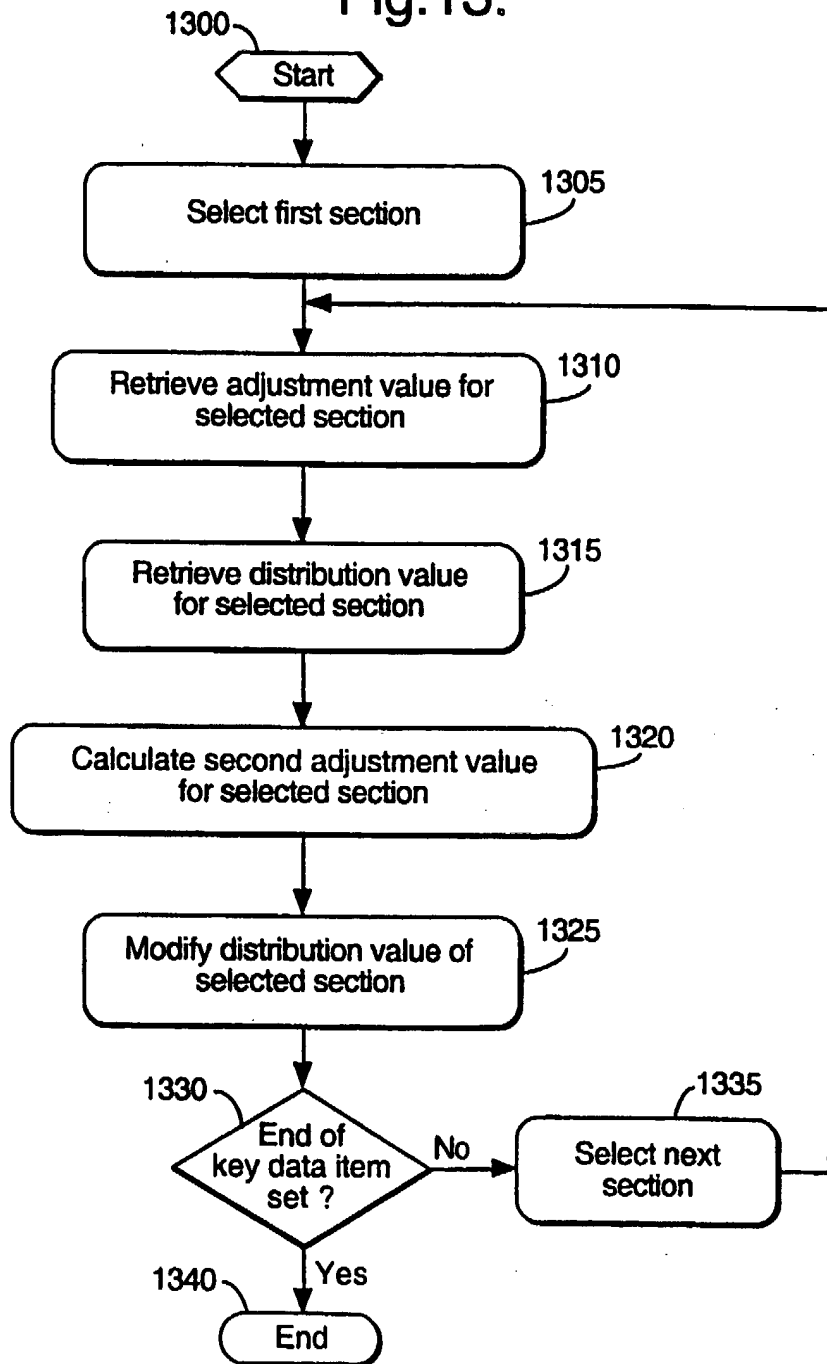 Fig.13.
1300
Start
1305
Select first section
1310
Retrieve adjustment value for
selected section
1315
Retrieve distribution value
for selected section
1320
Calculate second adjustment value
for selected section
1325
Modify distribution value of
selected section
1330
End of
key data item
set ?
No
1335
Select next
section
Yes
1340
End